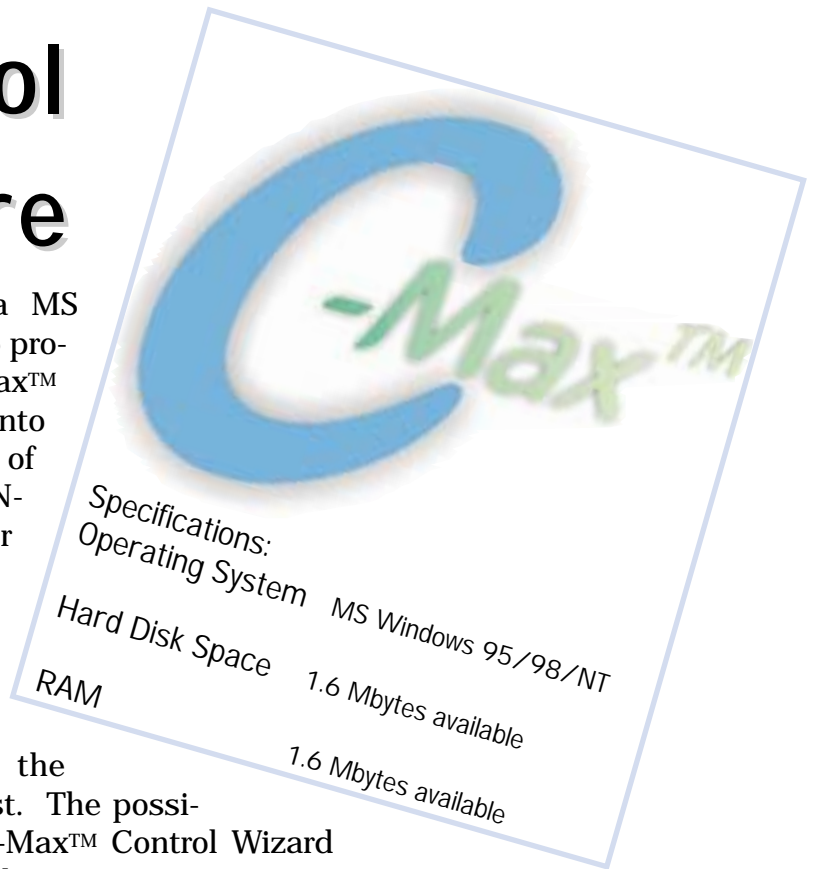 ol
re
a MS
pro-
ax™
nto
of
N-
r
the
st. The possi-
-Max™ Control Wizard
C-Max™
Specifications:
Operating System MS Windows 95/98/NT
Hard Disk Space 1.6 Mbytes available
RAM 1.6 Mbytes available